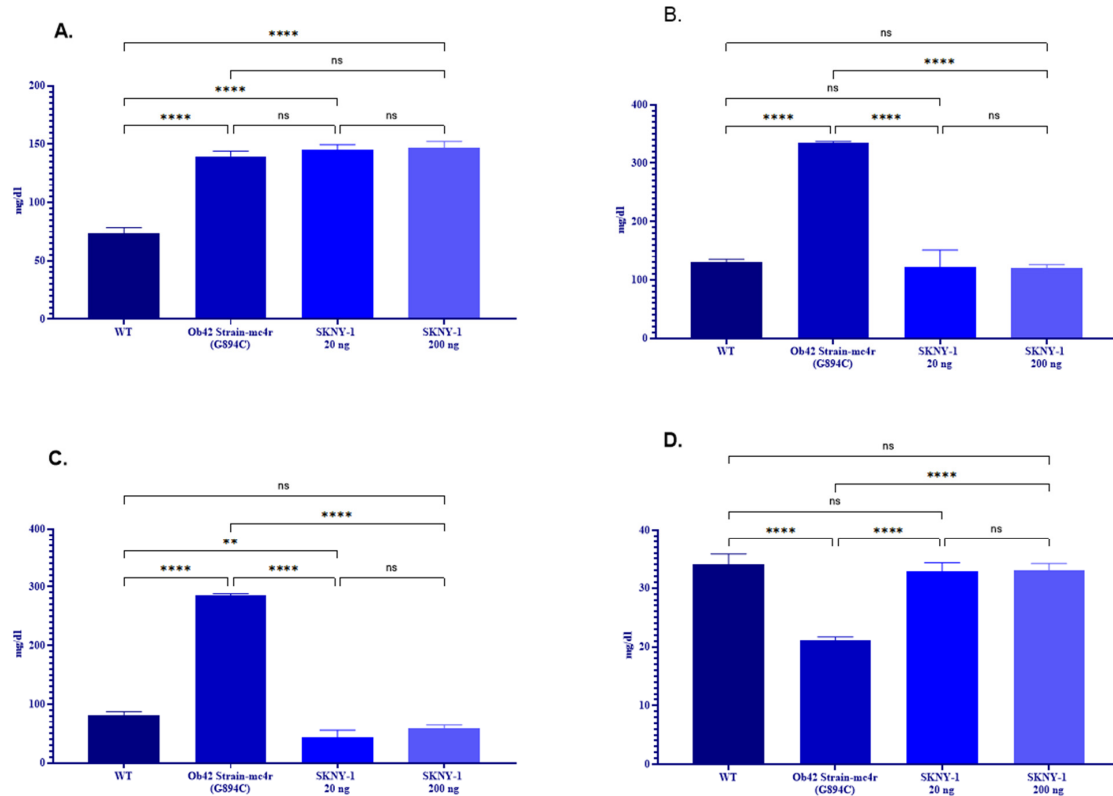 A.
****
ns
****
****
ns
ns
200
150
100
50
0
mg/dl
WT
Ob42 Strain-mc4r
(G894C)
SKNY-1
20 ng
SKNY-1
200 ng
B.
ns
****
ns
****
****
ns
400
300
200
100
0
mg/dl
WT
Ob42 Strain-mc4r
(G894C)
SKNY-1
20 ng
SKNY-1
200 ng
C.
ns
****
**
****
****
ns
400
300
200
100
0
mg/dl
WT
Ob42 Strain-mc4r
(G894C)
SKNY-1
20 ng
SKNY-1
200 ng
D.
ns
****
ns
****
****
ns
40
30
20
10
0
mg/dl
WT
Ob42 Strain-mc4r
(G894C)
SKNY-1
20 ng
SKNY-1
200 ng